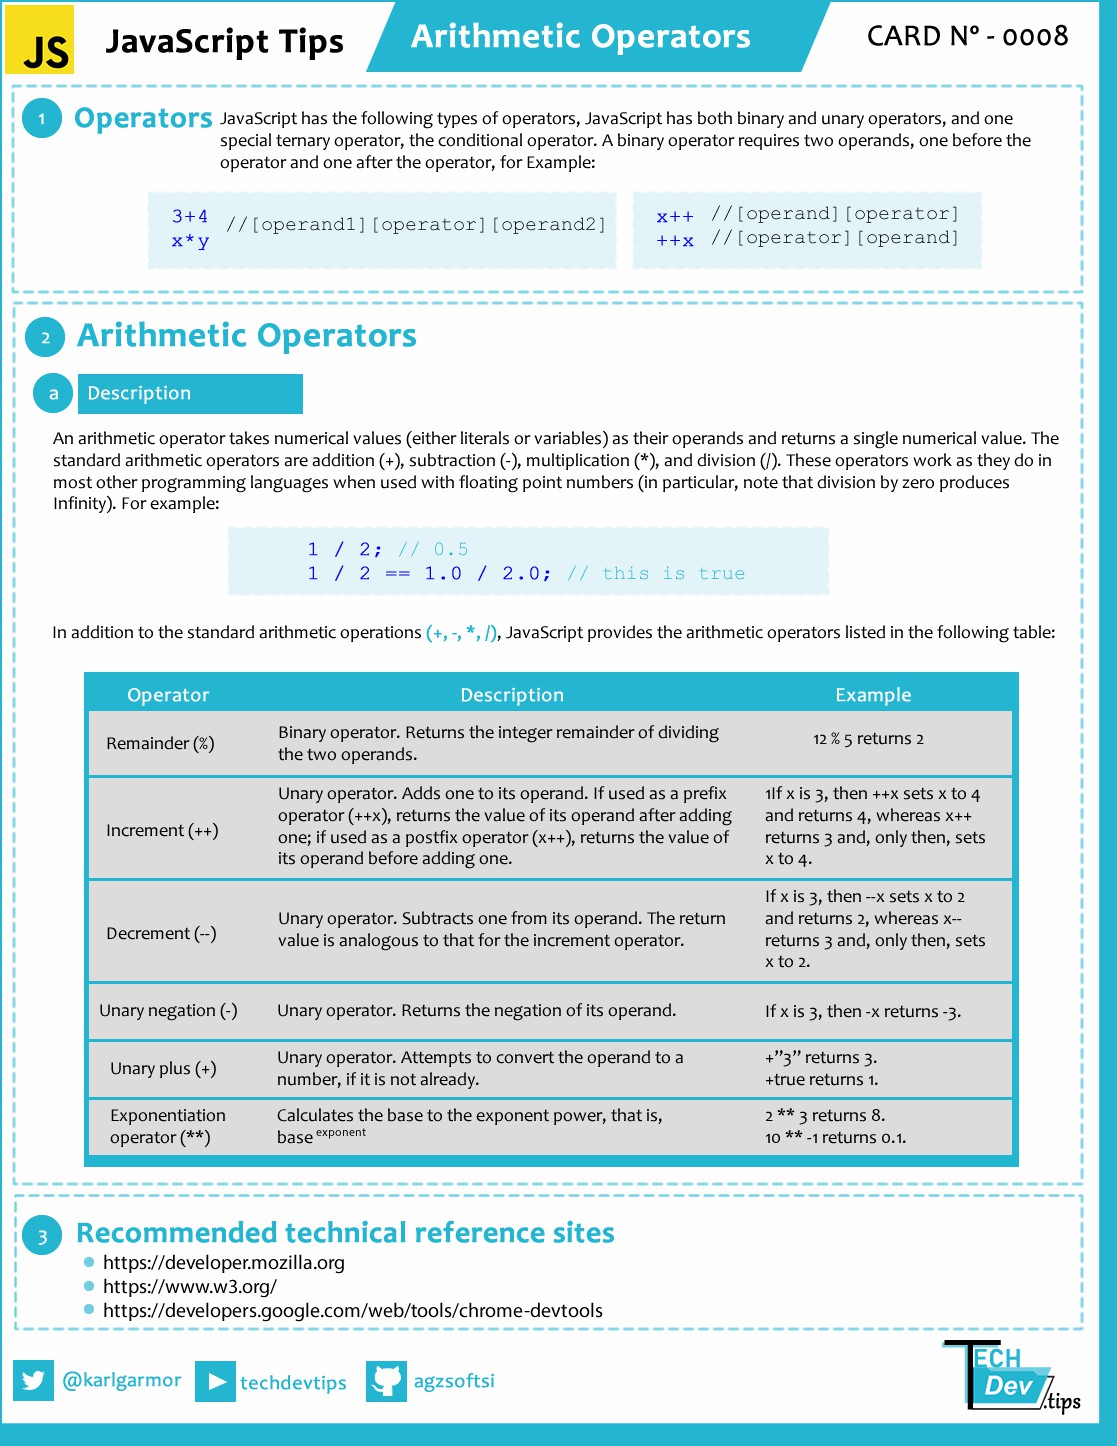 JS
JavaScript Tips
Arithmetic Operators
CARD Nº - 0008
1
Operators
JavaScript has the following types of operators, JavaScript has both binary and unary operators, and one
special ternary operator, the conditional operator. A binary operator requires two operands, one before the
operator and one after the operator, for Example:
3+4
x*y
//[operand1][operator][operand2]
x++ //[operand][operator]
++x //[operator][operand]
2
Arithmetic Operators
a
Description
An arithmetic operator takes numerical values (either literals or variables) as their operands and returns a single numerical value. The
standard arithmetic operators are addition (+), subtraction (-), multiplication (*), and division (/). These operators work as they do in
most other programming languages when used with floating point numbers (in particular, note that division by zero produces
Infinity). For example:
1 / 2; // 0.5
1 / 2 == 1.0 / 2.0; // this is true
In addition to the standard arithmetic operations (+, -, *, /), JavaScript provides the arithmetic operators listed in the following table:
Operator Description Example
Remainder (%)
Binary operator. Returns the integer remainder of dividing
the two operands.
12 % 5 returns 2
Increment (++)
Unary operator. Adds one to its operand. If used as a prefix
operator (++x), returns the value of its operand after adding
one; if used as a postfix operator (x++), returns the value of
its operand before adding one.
1If x is 3, then ++x sets x to 4
and returns 4, whereas x++
returns 3 and, only then, sets
x to 4.
Decrement (--)
Unary operator. Subtracts one from its operand. The return
value is analogous to that for the increment operator.
If x is 3, then --x sets x to 2
and returns 2, whereas x--
returns 3 and, only then, sets
x to 2.
Unary negation (-)
Unary operator. Returns the negation of its operand.
If x is 3, then -x returns -3.
Unary plus (+)
Unary operator. Attempts to convert the operand to a
number, if it is not already.
+”3” returns 3.
+true returns 1.
Exponentiation
operator (**)
Calculates the base to the exponent power, that is,
base exponent
2 ** 3 returns 8.
10 ** -1 returns 0.1.
3
Recommended technical reference sites
https://developer.mozilla.org
https://www.w3.org/
https://developers.google.com/web/tools/chrome-devtools
@karlgarmor
techdevtips
agzsoftsi
TECH
Dev
.tips